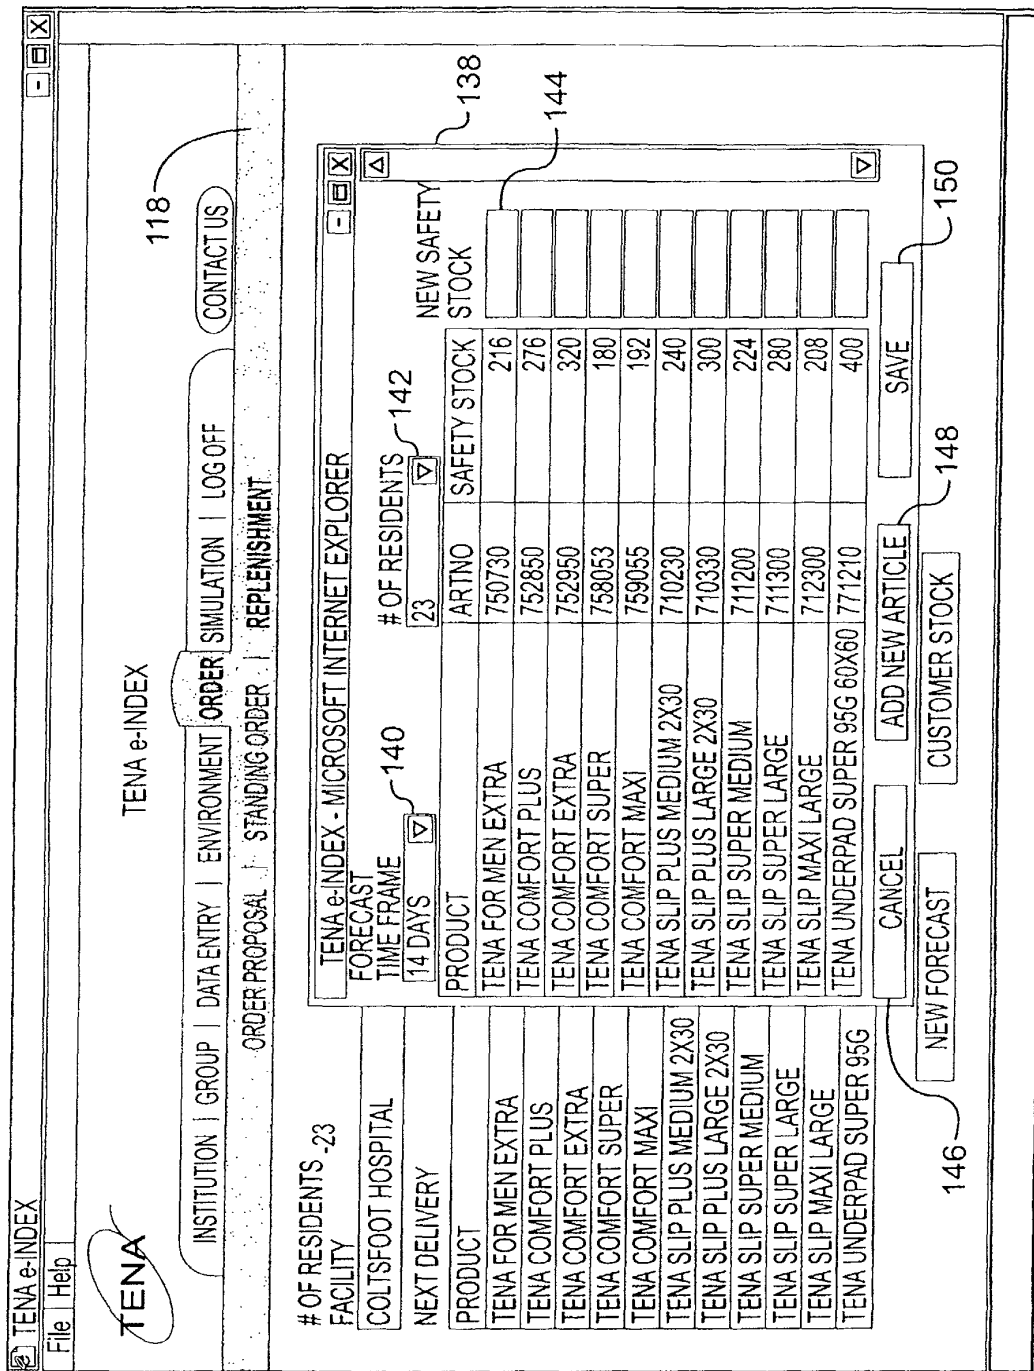 TENA e-INDEX
File Help
TENA
TENA e-INDEX
118
INSTITUTION | GROUP | DATA ENTRY | ENVIRONMENT ORDER SIMULATION | LOG OFF CONTACT US
ORDER PROPOSAL | STANDING ORDER | REPLENISHMENT
# OF RESIDENTS -23
FACILITY
COLTSFOOT HOSPITAL
NEXT DELIVERY
PRODUCT
TENA FOR MEN EXTRA
TENA COMFORT PLUS
TENA COMFORT EXTRA
TENA COMFORT SUPER
TENA COMFORT MAXI
TENA SLIP PLUS MEDIUM 2X30
TENA SLIP PLUS LARGE 2X30
TENA SLIP SUPER MEDIUM
TENA SLIP SUPER LARGE
TENA SLIP MAXI LARGE
TENA UNDERPAD SUPER 95G
TENA e-INDEX - MICROSOFT INTERNET EXPLORER
138
FORECAST
TIME FRAME
14 DAYS
140
# OF RESIDENTS
23
142
NEW SAFETY
STOCK
144
PRODUCT ARTNO SAFETY STOCK
TENA FOR MEN EXTRA 750730 216
TENA COMFORT PLUS 752850 276
TENA COMFORT EXTRA 752950 320
TENA COMFORT SUPER 758053 180
TENA COMFORT MAXI 759055 192
TENA SLIP PLUS MEDIUM 2X30 710230 240
TENA SLIP PLUS LARGE 2X30 710330 300
TENA SLIP SUPER MEDIUM 711200 224
TENA SLIP SUPER LARGE 711300 280
TENA SLIP MAXI LARGE 712300 208
TENA UNDERPAD SUPER 95G 60X60 771210 400
CANCEL ADD NEW ARTICLE SAVE
146
148
150
NEW FORECAST CUSTOMER STOCK